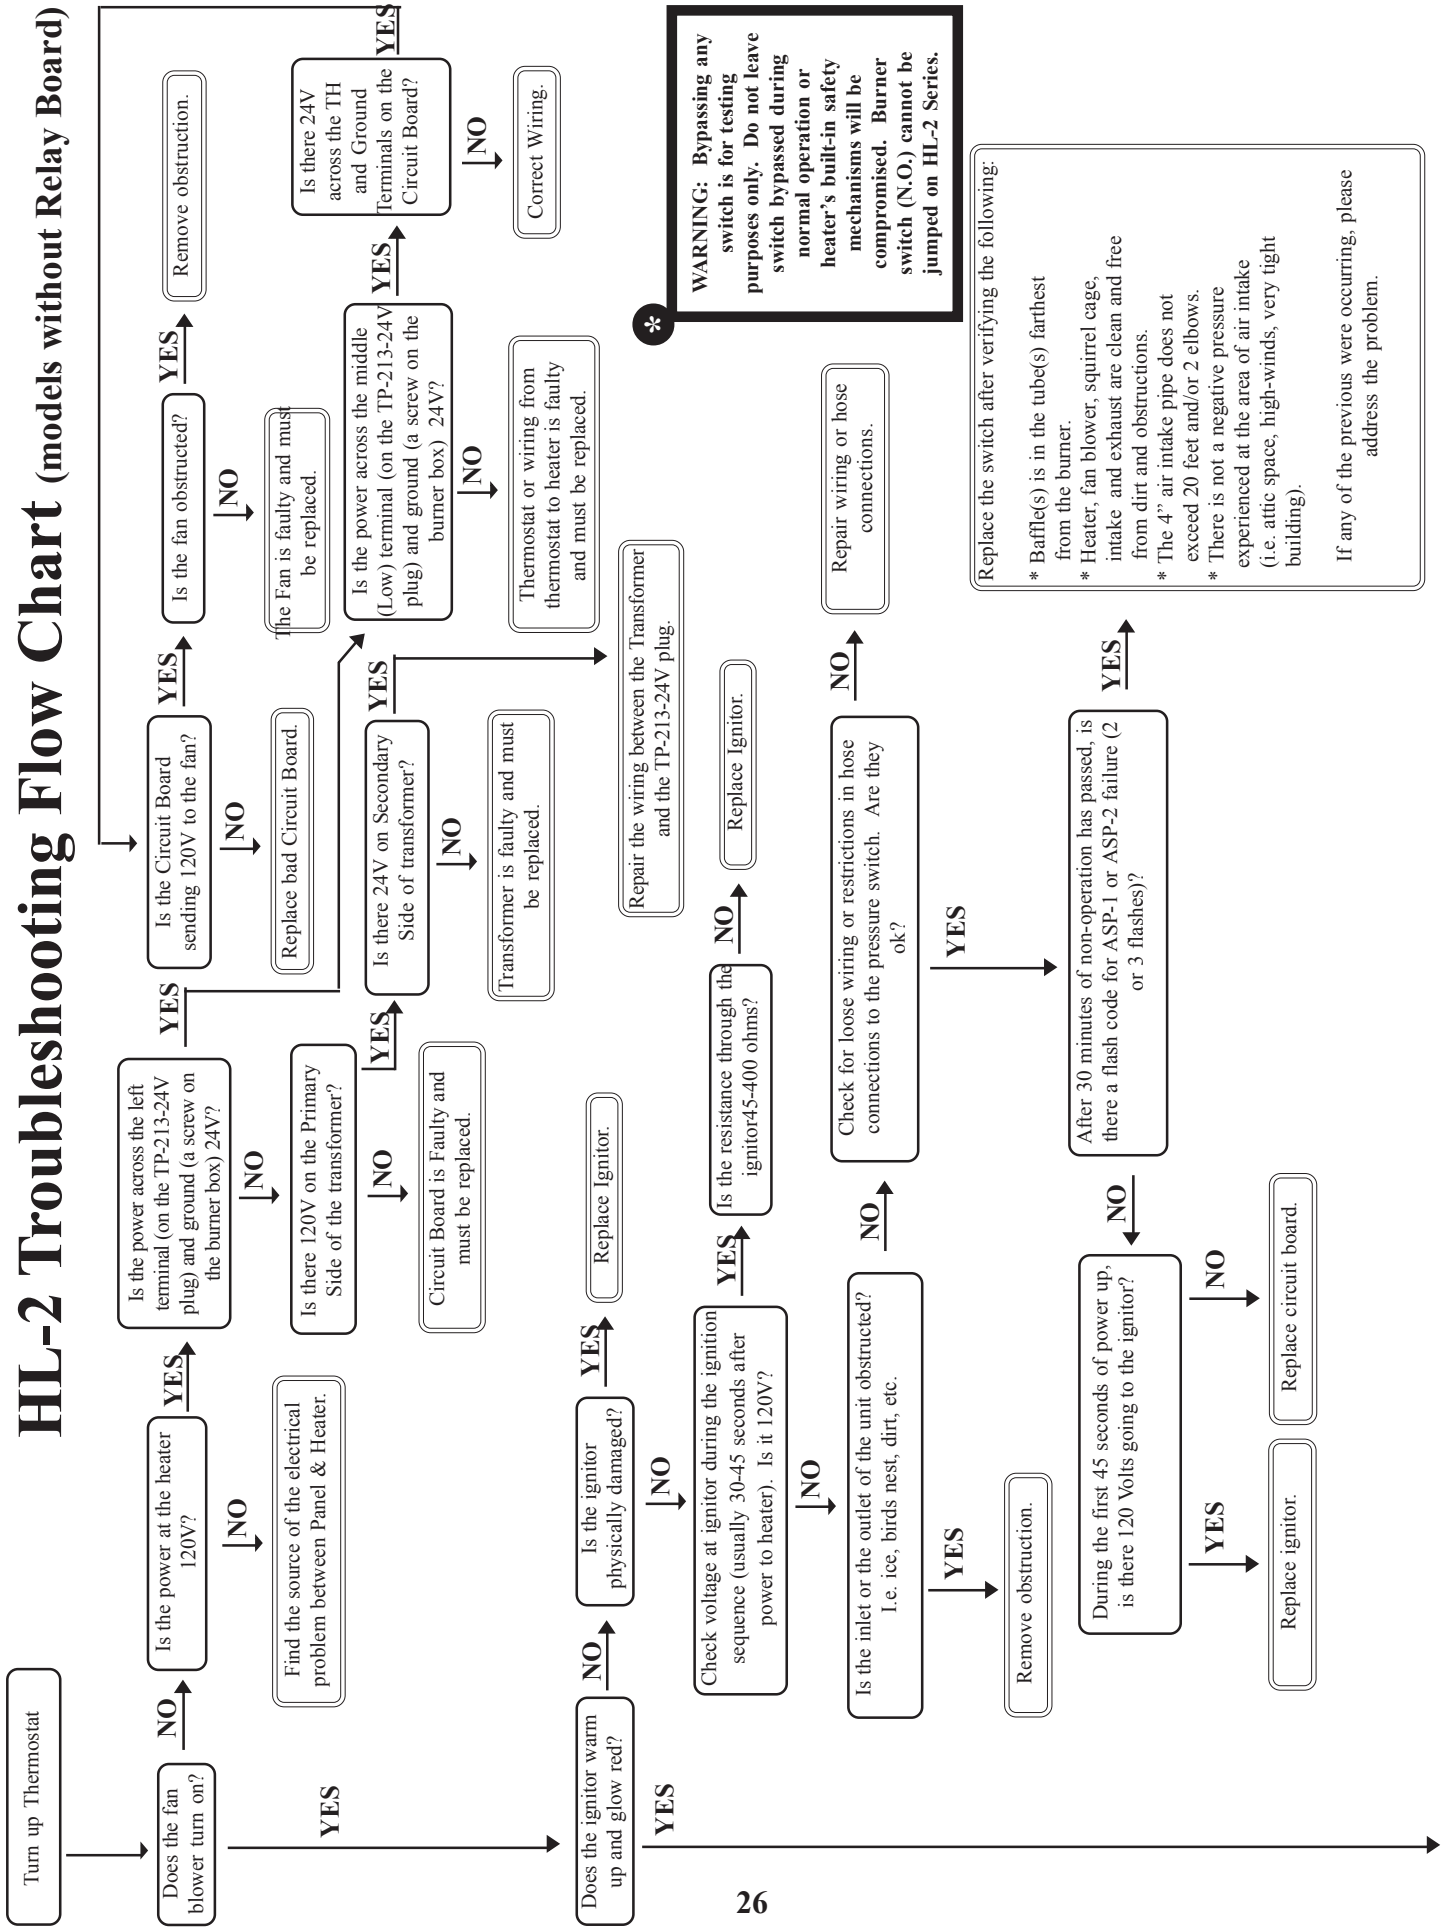 HL-2 Troubleshooting Flow Chart (models without Relay Board)
Turn up Thermostat
Does the fan
blower turn on?
NO
YES
Is the power at the heater
120V?
YES
NO
Find the source of the electrical
problem between Panel & Heater.
Is the power across the left
terminal (on the TP-213-24V
plug) and ground (a screw on
the burner box) 24V?
YES
NO
Is there 120V on the Primary
Side of the transformer?
YES
NO
Circuit Board is Faulty and
must be replaced.
Is the Circuit Board
sending 120V to the fan?
YES
NO
Replace bad Circuit Board.
Is there 24V on Secondary
Side of transformer?
YES
NO
Transformer is faulty and must
be replaced.
Is the fan obstructed?
YES
NO
The Fan is faulty and must
be replaced.
Remove obstruction.
Is the power across the middle
(Low) terminal (on the TP-213-24V
plug) and ground (a screw on the
burner box) 24V?
YES
NO
Thermostat or wiring from
thermostat to heater is faulty
and must be replaced.
Is there 24V
across the TH
and Ground
Terminals on the
Circuit Board?
YES
NO
Correct Wiring.
Repair the wiring between the Transformer
and the TP-213-24V plug.
Does the ignitor warm
up and glow red?
NO
YES
Is the ignitor
physically damaged?
YES
NO
Replace Ignitor.
Check voltage at ignitor during the ignition
sequence (usually 30-45 seconds after
power to heater). Is it 120V?
YES
NO
Is the resistance through the
ignitor45-400 ohms?
NO
Replace Ignitor.
Is the inlet or the outlet of the unit obstructed?
I.e. ice, birds nest, dirt, etc.
NO
YES
Remove obstruction.
Check for loose wiring or restrictions in hose
connections to the pressure switch. Are they
ok?
NO
YES
Repair wiring or hose
connections.
After 30 minutes of non-operation has passed, is
there a flash code for ASP-1 or ASP-2 failure (2
or 3 flashes)?
NO
YES
During the first 45 seconds of power up,
is there 120 Volts going to the ignitor?
YES
NO
Replace ignitor.
Replace circuit board.
*
WARNING: Bypassing any
switch is for testing
purposes only. Do not leave
switch bypassed during
normal operation or
heater's built-in safety
mechanisms will be
compromised. Burner
switch (N.O.) cannot be
jumped on HL-2 Series.
Replace the switch after verifying the following:
* Baffle(s) is in the tube(s) farthest
from the burner.
* Heater, fan blower, squirrel cage,
intake and exhaust are clean and free
from dirt and obstructions.
* The 4” air intake pipe does not
exceed 20 feet and/or 2 elbows.
* There is not a negative pressure
experienced at the area of air intake
(i.e. attic space, high-winds, very tight
building).
If any of the previous were occurring, please
address the problem.
26